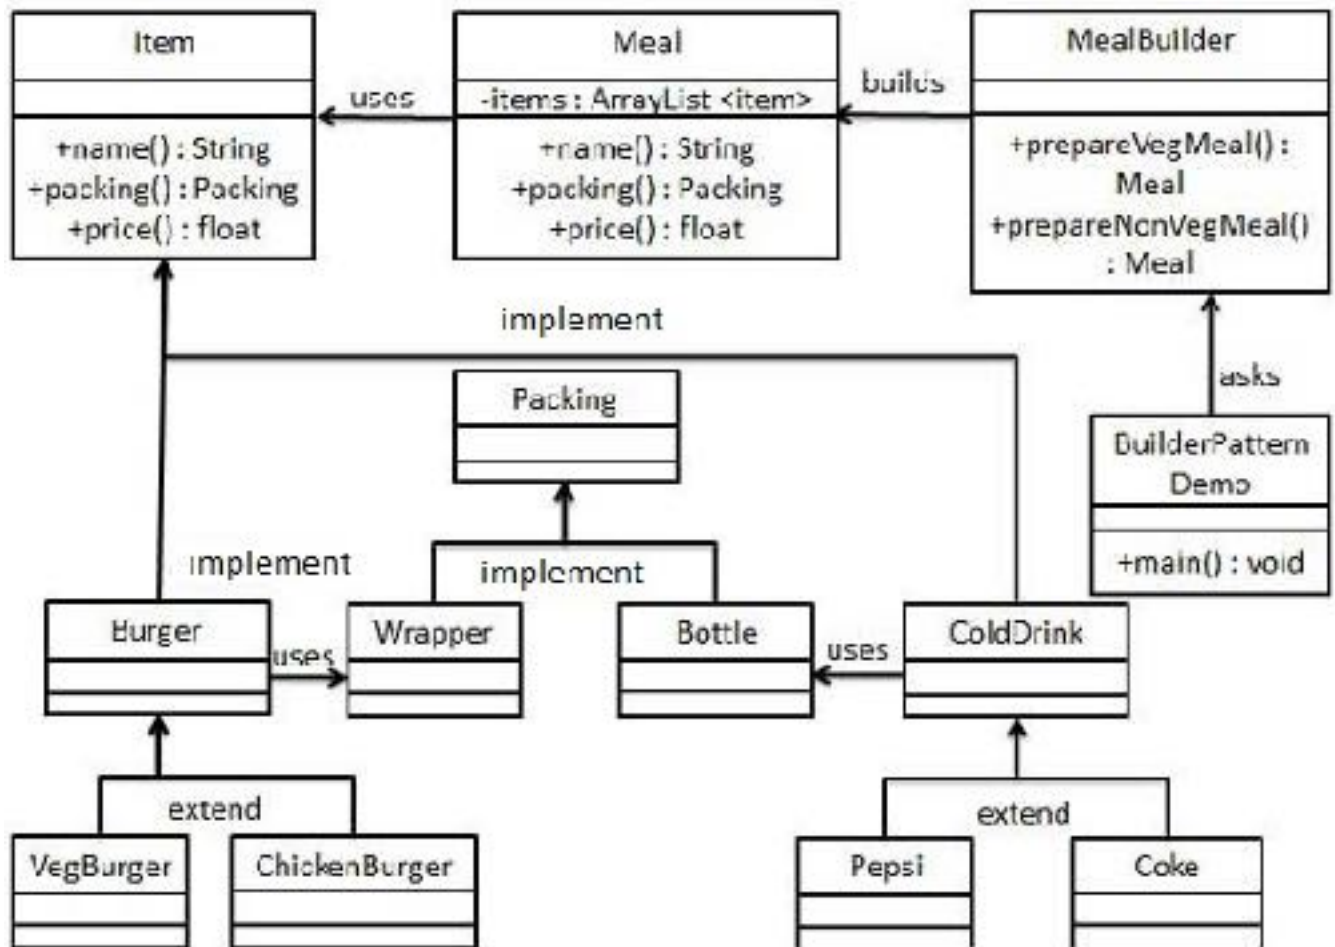 Item
Meal
MealBuilder
-items : ArrayList <item>
uses
builds
+name() : String
+packing() : Packing
+price() : float
+name() : String
+packing() : Packing
+price() : float
+prepareVegMeal() :
Meal
+prepareNonVegMeal()
: Meal
implement
asks
Packing
BuilderPattern
Demo
+main() : void
implement
implement
Burger
Wrapper
Bottle
ColdDrink
uses
uses
extend
extend
VegBurger
ChickenBurger
Pepsi
Coke